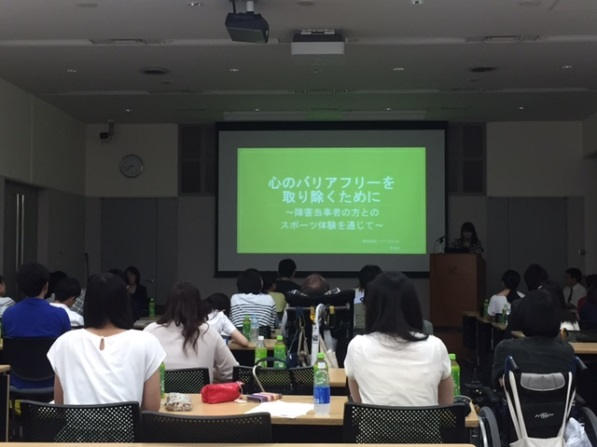 心のバリアフリーを
取り除くために
～障害当事者の方との
スポーツ体験を通じて～